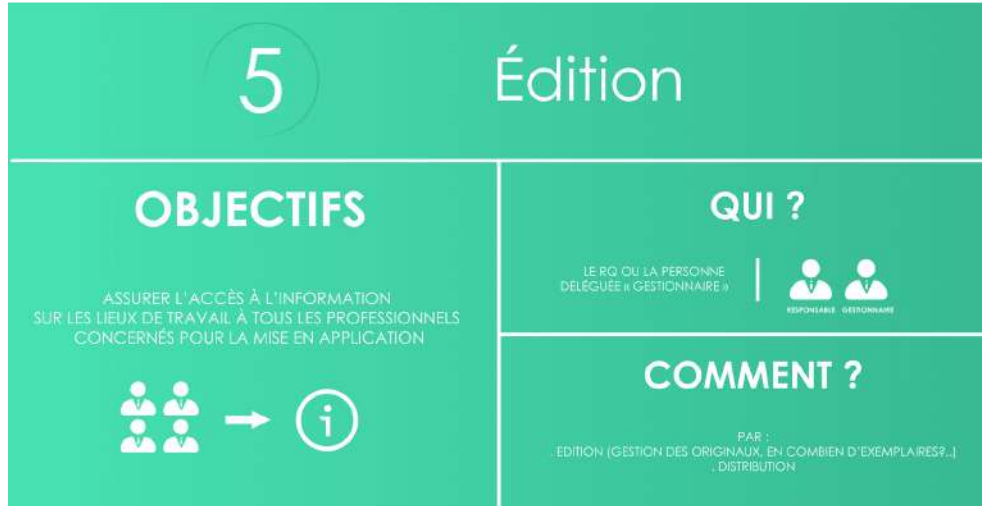 5
Édition
OBJECTIFS
ASSURER L'ACCÈS À L'INFORMATION
SUR LES LIEUX DE TRAVAIL À TOUS LES PROFESSIONNELS
CONCERNÉS POUR LA MISE EN APPLICATION
i
QUI ?
LE RQ OU LA PERSONNE
DÉLÉGUÉE « GESTIONNAIRE »
RESPONSABLE GESTIONNAIRE
COMMENT ?
PAR :
. EDITION (GESTION DES ORIGINAUX, EN COMBIEN D'EXEMPLAIRES?..)
. DISTRIBUTION